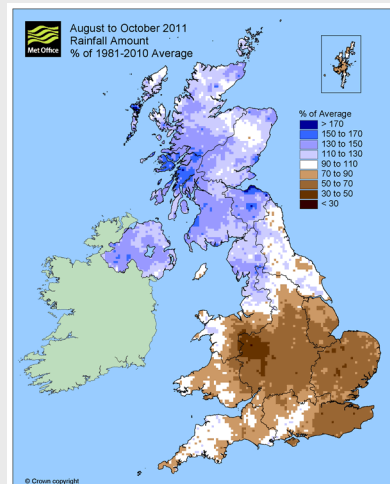 Met Office
August to October 2011
Rainfall Amount
% of 1981-2010 Average
% of Average
> 170
150 to 170
130 to 150
110 to 130
90 to 110
70 to 90
50 to 70
30 to 50
< 30
© Crown copyright